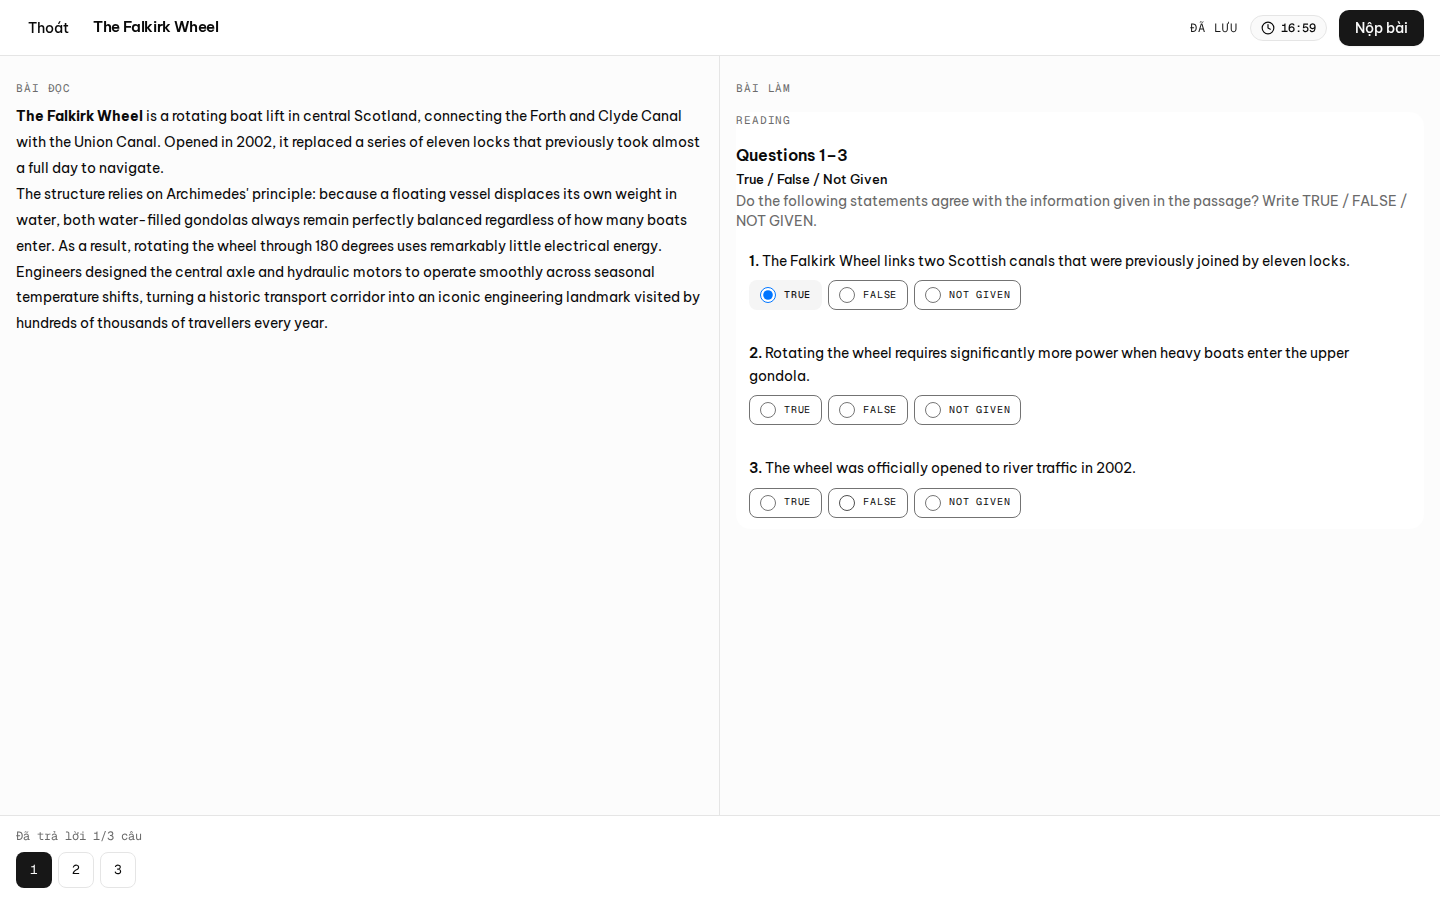 Thoát
The Falkirk Wheel
ĐÃ LƯU
16:59
Nộp bài
BÀI ĐỌC
The Falkirk Wheel is a rotating boat lift in central Scotland, connecting the Forth and Clyde Canal
with the Union Canal. Opened in 2002, it replaced a series of eleven locks that previously took almost
a full day to navigate.
The structure relies on Archimedes' principle: because a floating vessel displaces its own weight in
water, both water-filled gondolas always remain perfectly balanced regardless of how many boats
enter. As a result, rotating the wheel through 180 degrees uses remarkably little electrical energy.
Engineers designed the central axle and hydraulic motors to operate smoothly across seasonal
temperature shifts, turning a historic transport corridor into an iconic engineering landmark visited by
hundreds of thousands of travellers every year.
BÀI LÀM
READING
Questions 1–3
True / False / Not Given
Do the following statements agree with the information given in the passage? Write TRUE / FALSE /
NOT GIVEN.
1. The Falkirk Wheel links two Scottish canals that were previously joined by eleven locks.
TRUE FALSE NOT GIVEN
2. Rotating the wheel requires significantly more power when heavy boats enter the upper
gondola.
TRUE FALSE NOT GIVEN
3. The wheel was officially opened to river traffic in 2002.
TRUE FALSE NOT GIVEN
Đã trả lời 1/3 câu
1 2 3